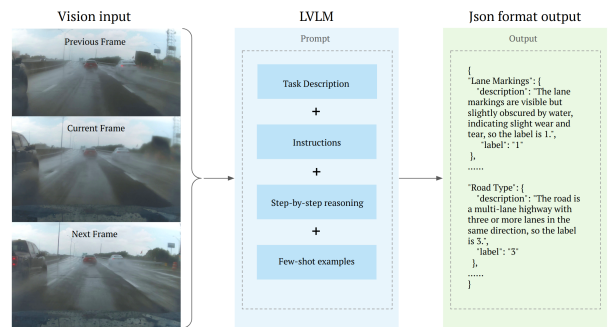 Vision input
LVLM
Json format output
Previous Frame
Current Frame
Next Frame
Prompt
Task Description
+
Instructions
+
Step-by-step reasoning
+
Few-shot examples
Output
{
"Lane Markings": {
"description": "The lane
markings are visible but
slightly obscured by water,
indicating slight wear and
tear, so the label is 1.",
"label": "1"
},
......
"Road Type": {
"description": "The road is
a multi-lane highway with
three or more lanes in the
same direction, so the label
is 3.",
"label": "3"
},
......
}